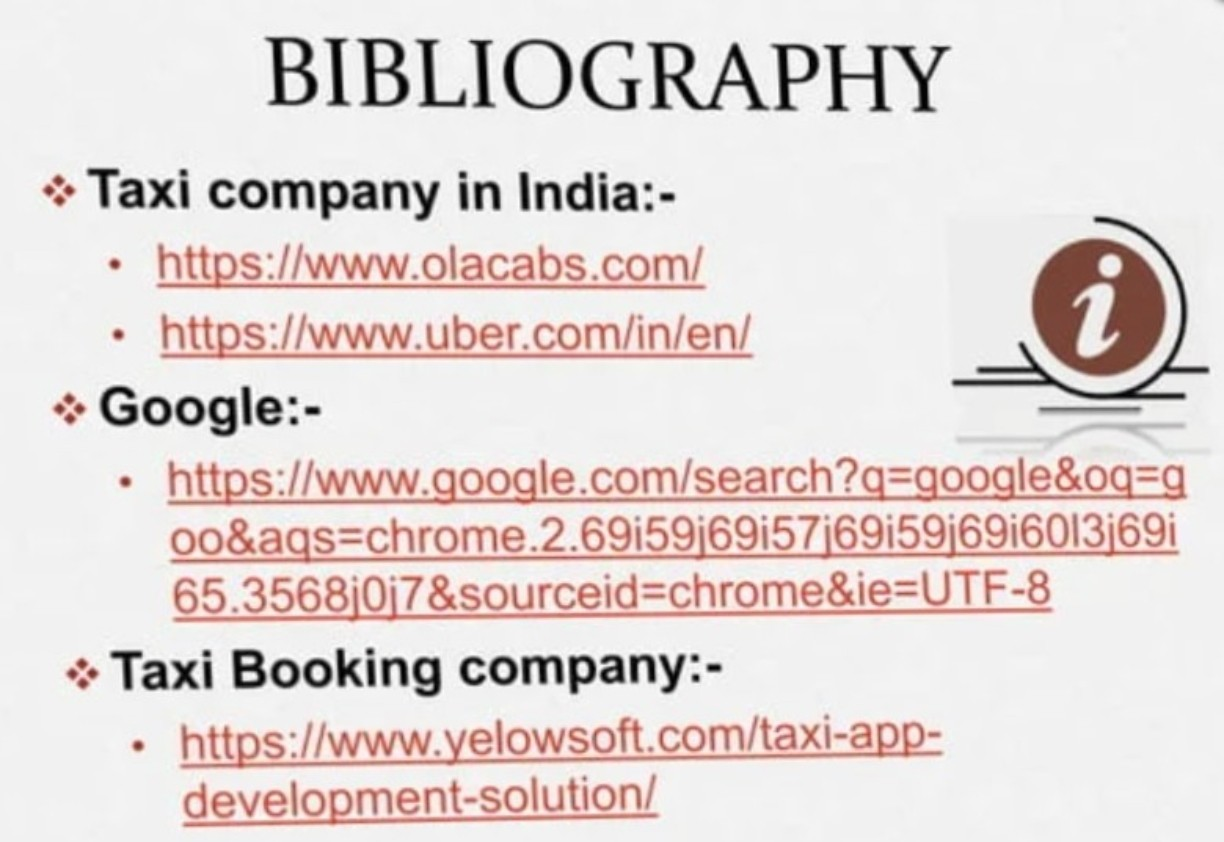 BIBLIOGRAPHY
❖ Taxi company in India:-
• https://www.olacabs.com/
• https://www.uber.com/in/en/
❖ Google:-
• https://www.google.com/search?q=google&oq=g
oo&aqs=chrome.2.69i59j69i57j69i59j69i60l3j69i
65.3568j0j7&sourceid=chrome&ie=UTF-8
❖ Taxi Booking company:-
• https://www.yelowsoft.com/taxi-app-
development-solution/
i